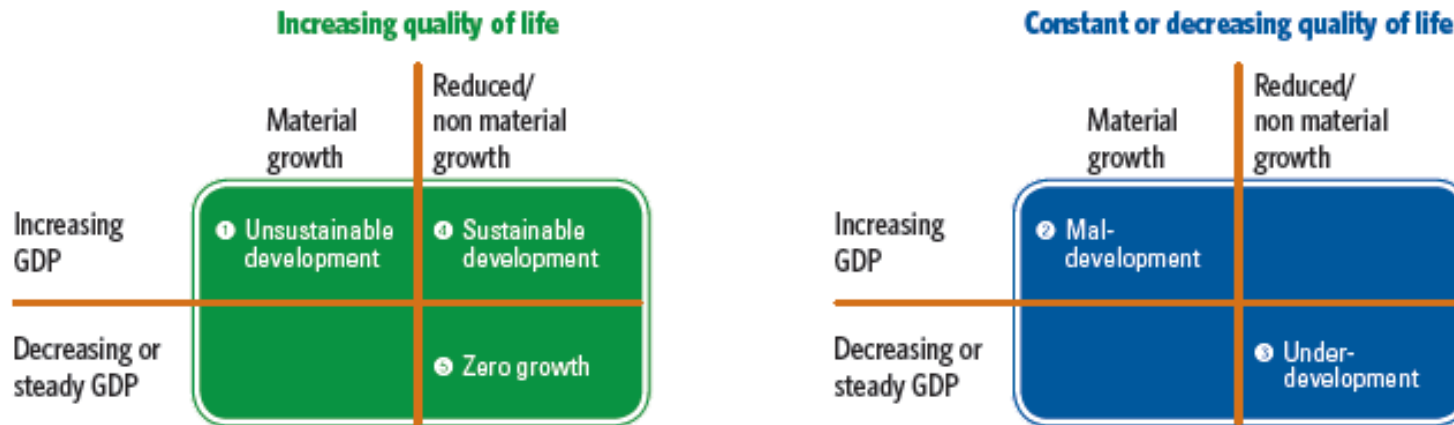 Increasing quality of life
Material
growth
Reduced/
non material
growth
Increasing
GDP
❶ Unsustainable
development
❹ Sustainable
development
Decreasing or
steady GDP
❺ Zero growth
Constant or decreasing quality of life
Material
growth
Reduced/
non material
growth
Increasing
GDP
❷ Mal-
development
Decreasing or
steady GDP
❸ Under-
development